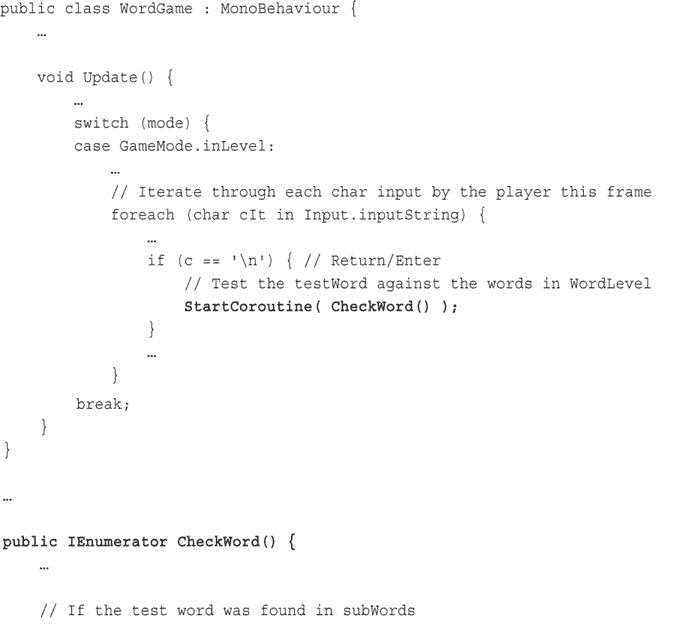 public class WordGame : MonoBehaviour {
…
void Update() {
…
switch (mode) {
case GameMode.inLevel:
…
// Iterate through each char input by the player this frame
foreach (char cIt in Input.inputString) {
…
if (c == '\n') { // Return/Enter
// Test the testWord against the words in WordLevel
StartCoroutine( CheckWord() );
}
…
}
break;
}
}
…
public IEnumerator CheckWord() {
…
// If the test word was found in subWords